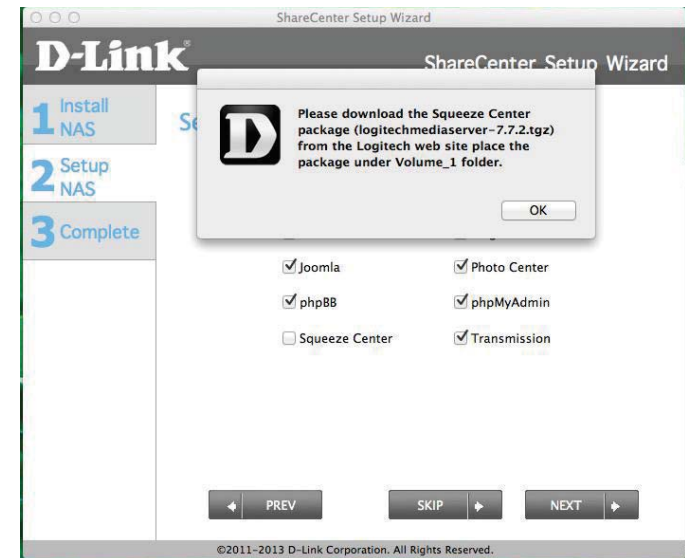 ShareCenter Setup Wizard
D-Link®
ShareCenter Setup Wizard
1 Install
NAS
2 Setup
NAS
3 Complete
Please download the Squeeze Center
package (logitechmediaserver-7.7.2.tgz)
from the Logitech web site place the
package under Volume_1 folder.
OK
Joomla
Photo Center
phpBB
phpMyAdmin
Squeeze Center
Transmission
PREV
SKIP
NEXT
©2011-2013 D-Link Corporation. All Rights Reserved.